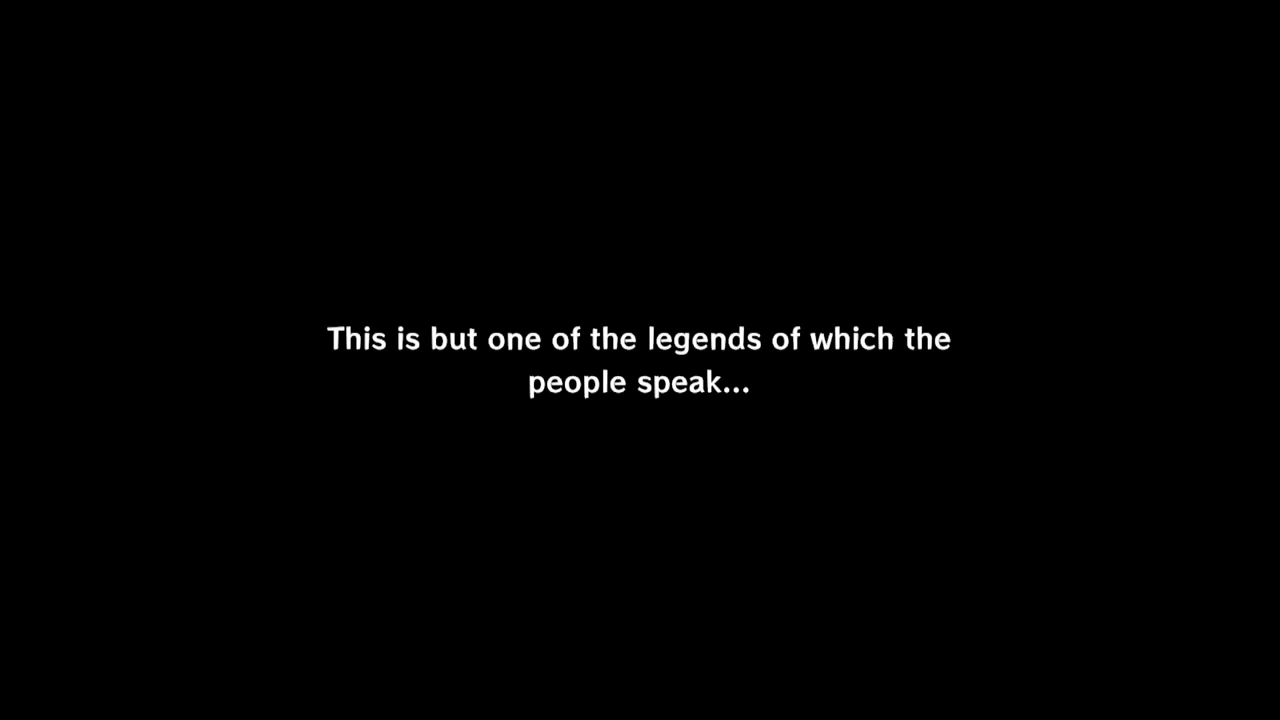 This is but one of the legends of which the
people speak...